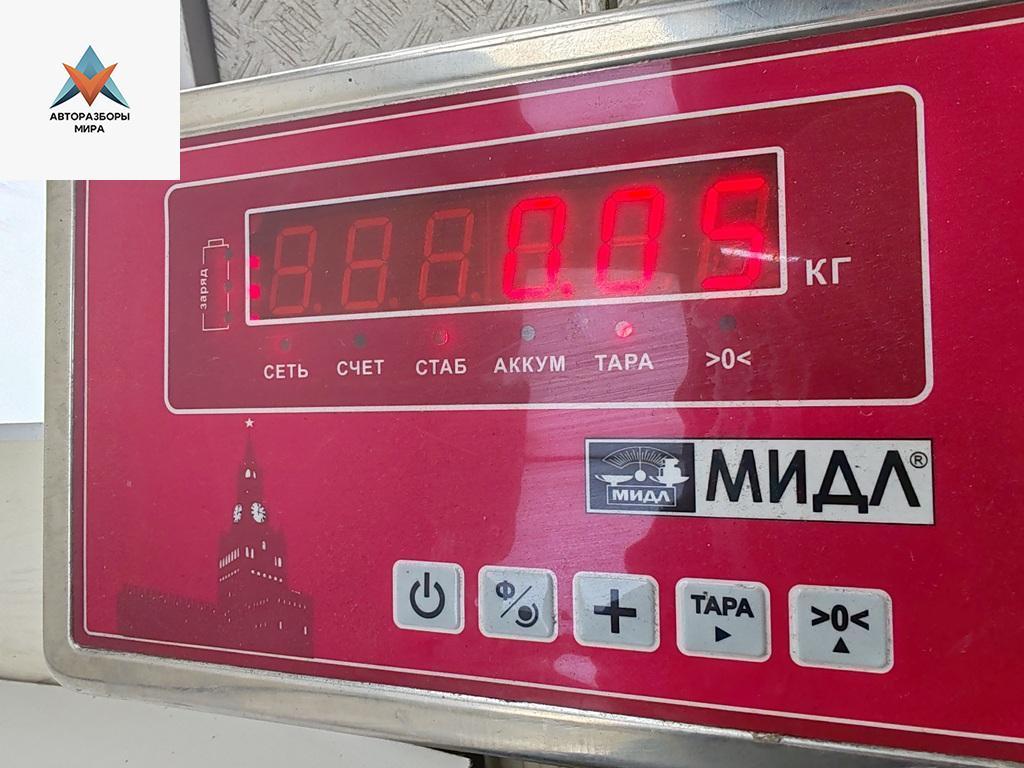 АВТОРАЗБОРЫ
МИРА
заряд
0.05
КГ
СЕТЬ СЧЕТ СТАБ АККУМ ТАРА >0<
МИДЛ
МИДЛ®
Ф/
+
ТАРА
>0<